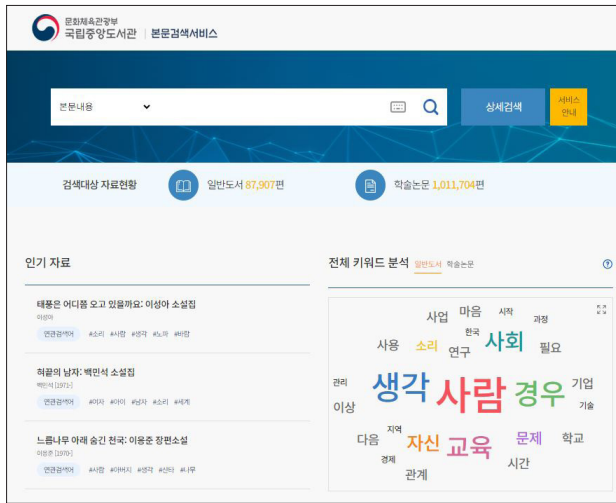 문화체육관광부
국립중앙도서관 | 본문검색서비스
본문내용
상세검색
서비스
안내
검색대상 자료현황
일반도서 87,907편
학술논문 1,011,704편
인기 자료
태풍은 어디쯤 오고 있을까요: 이성아 소설집
이성아
연관검색어 #소리 #사람 #생각 #노파 #바람
허끝의 남자: 백민석 소설집
백민석 [1971-]
연관검색어 #여자 #아이 #남자 #소리 #세계
느름나무 아래 숨긴 천국: 이응준 장편소설
이응준 [1970-]
연관검색어 #사람 #아버지 #생각 #신타 #나무
전체 키워드 분석 일반도서 학술논문
사업 마음 시작 과정
한국
사용 소리 연구 사회 필요
관리 생각 사람 경우 기업
이상 기술
지역
다음 자신 교육 문제 학교
경제
관계 시간